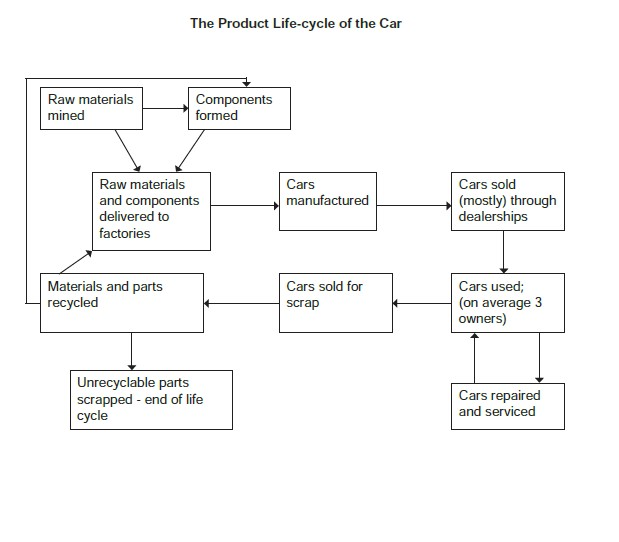 The Product Life-cycle of the Car
Raw materials
mined
Components
formed
Raw materials
and components
delivered to
factories
Cars
manufactured
Cars sold
(mostly) through
dealerships
Materials and parts
recycled
Cars sold for
scrap
Cars used;
(on average 3
owners)
Unrecyclable parts
scrapped - end of life
cycle
Cars repaired
and serviced